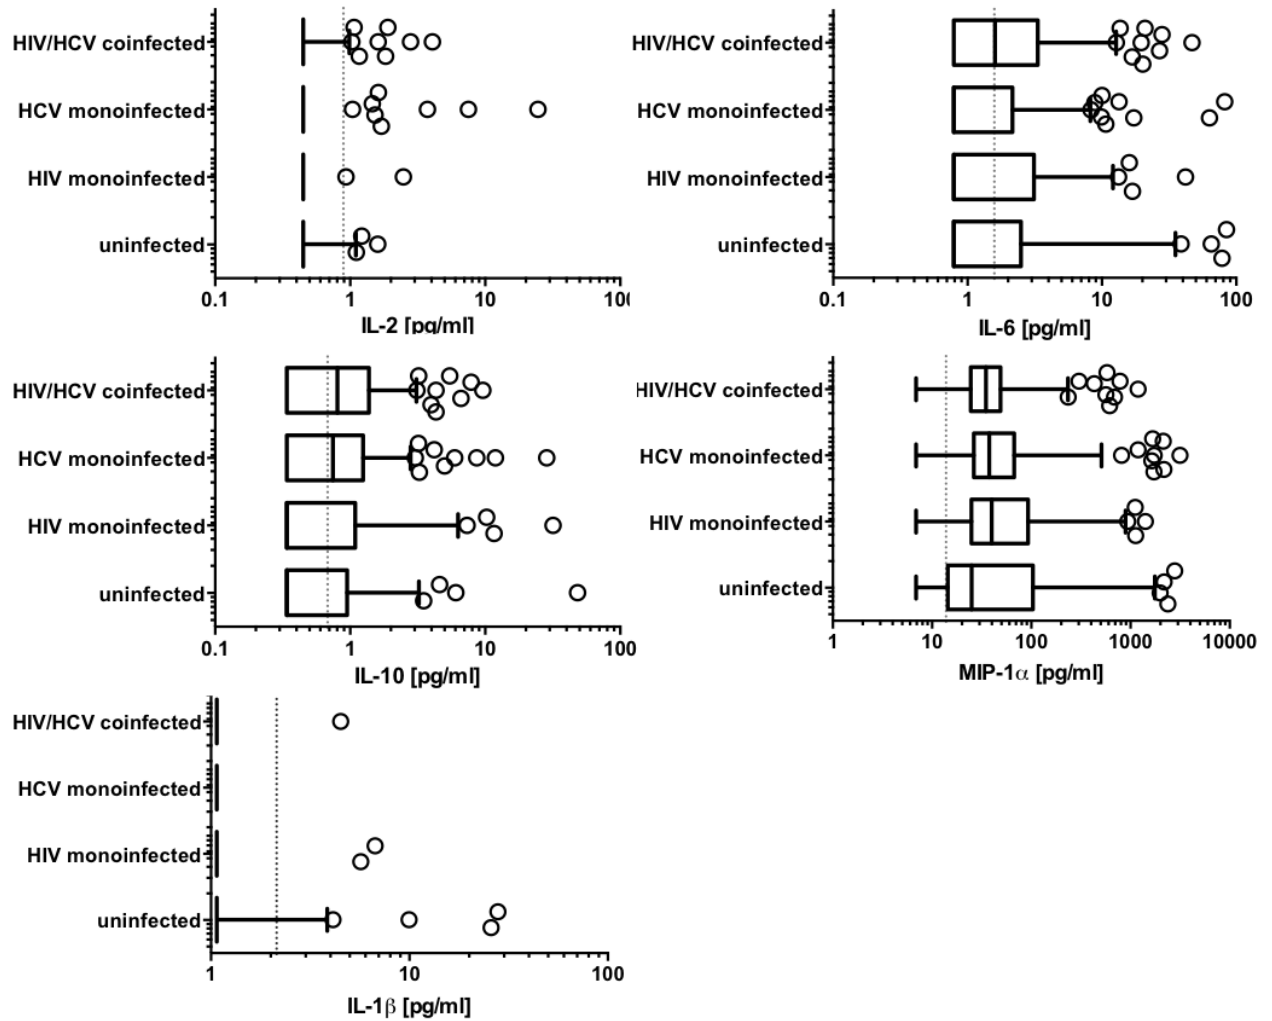 HIV/HCV coinfected
HCV monoinfected
HIV monoinfected
uninfected
0.1 1 10 100
IL-2 [pg/ml]
HIV/HCV coinfected
HCV monoinfected
HIV monoinfected
uninfected
0.1 1 10 100
IL-6 [pg/ml]
HIV/HCV coinfected
HCV monoinfected
HIV monoinfected
uninfected
0.1 1 10 100
IL-10 [pg/ml]
HIV/HCV coinfected
HCV monoinfected
HIV monoinfected
uninfected
1 10 100 1000 10000
MIP-1α [pg/ml]
HIV/HCV coinfected
HCV monoinfected
HIV monoinfected
uninfected
1 10 100
IL-1β [pg/ml]